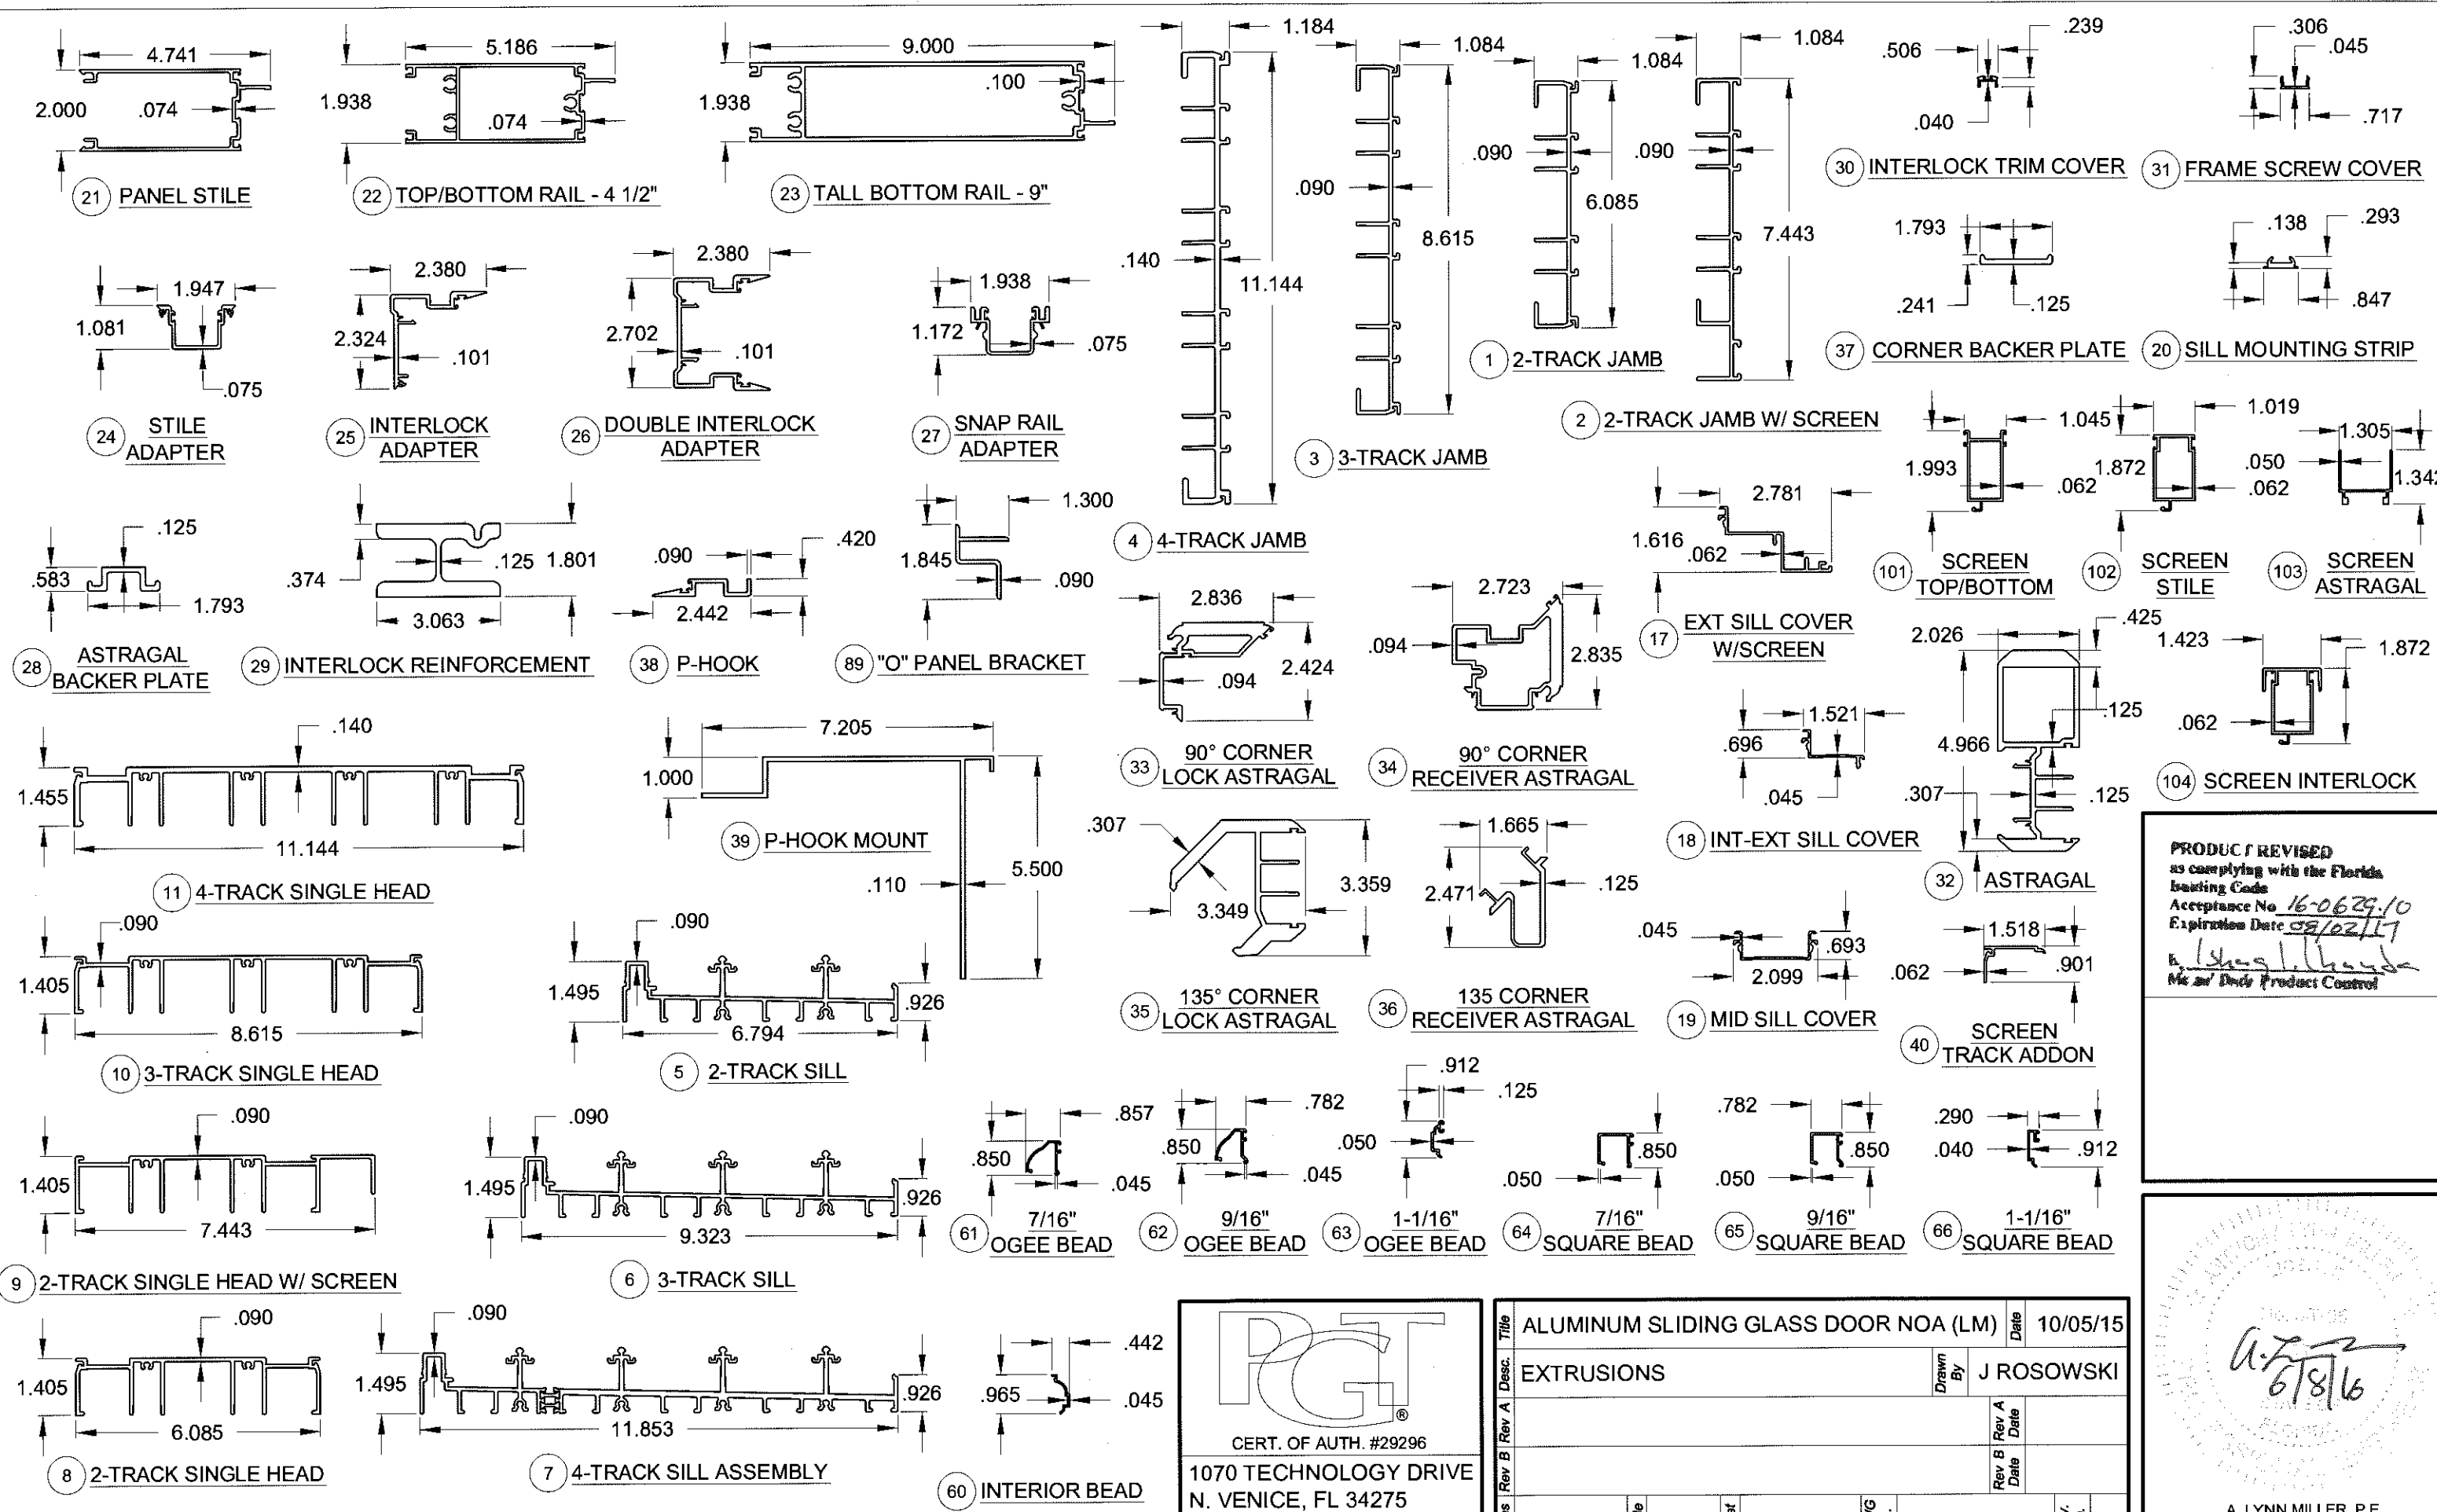 4.741
2.000
.074
21 PANEL STILE
5.186
1.938
.074
22 TOP/BOTTOM RAIL - 4 1/2"
9.000
1.938
.100
23 TALL BOTTOM RAIL - 9"
1.184
.140
11.144
4 4-TRACK JAMB
1.084
.090
8.615
3 3-TRACK JAMB
1.084
.090
6.085
1 2-TRACK JAMB
1.084
.090
7.443
2 2-TRACK JAMB W/ SCREEN
.506
.239
.040
30 INTERLOCK TRIM COVER
.306
.045
.717
31 FRAME SCREW COVER
1.793
.241
.125
37 CORNER BACKER PLATE
.138
.293
.847
20 SILL MOUNTING STRIP
1.947
1.081
.075
24 STILE
ADAPTER
2.380
2.324
.101
25 INTERLOCK
ADAPTER
2.380
2.702
.101
26 DOUBLE INTERLOCK
ADAPTER
1.938
1.172
.075
27 SNAP RAIL
ADAPTER
1.045
1.993
.062
101 SCREEN
TOP/BOTTOM
1.019
1.872
.062
102 SCREEN
STILE
1.305
.050
1.342
103 SCREEN
ASTRAGAL
.125
.583
1.793
28 ASTRAGAL
BACKER PLATE
.374
.125
1.801
3.063
29 INTERLOCK REINFORCEMENT
.090
.420
2.442
38 P-HOOK
1.300
1.845
.090
89 "O" PANEL BRACKET
2.836
2.424
.094
33 90° CORNER
LOCK ASTRAGAL
2.723
.094
2.835
34 90° CORNER
RECEIVER ASTRAGAL
2.781
1.616
.062
17 EXT SILL COVER
W/SCREEN
1.521
.696
.045
18 INT-EXT SILL COVER
2.026
.425
4.966
.125
.307
.125
32 ASTRAGAL
1.423
1.872
.062
104 SCREEN INTERLOCK
.140
1.455
11.144
11 4-TRACK SINGLE HEAD
7.205
1.000
5.500
.110
39 P-HOOK MOUNT
.307
3.359
3.349
35 135° CORNER
LOCK ASTRAGAL
1.665
2.471
.125
36 135 CORNER
RECEIVER ASTRAGAL
.045
.693
2.099
19 MID SILL COVER
1.518
.062
.901
40 SCREEN
TRACK ADDON
PRODUCT REVISED
as complying with the Florida
Building Code
Acceptance No 16-0629.10
Expiration Date 09/02/17
Miami Dade Product Control
.090
1.405
8.615
10 3-TRACK SINGLE HEAD
.090
1.495
.926
6.794
5 2-TRACK SILL
.090
1.405
7.443
9 2-TRACK SINGLE HEAD W/ SCREEN
.090
1.495
.926
9.323
6 3-TRACK SILL
.857
.850
.045
61 7/16"
OGEE BEAD
.782
.850
.045
62 9/16"
OGEE BEAD
.912
.125
.050
63 1-1/16"
OGEE BEAD
.850
.050
64 7/16"
SQUARE BEAD
.782
.850
.050
65 9/16"
SQUARE BEAD
.290
.040
.912
66 1-1/16"
SQUARE BEAD
.090
1.405
6.085
8 2-TRACK SINGLE HEAD
.090
1.495
.926
11.853
7 4-TRACK SILL ASSEMBLY
.442
.965
.045
60 INTERIOR BEAD
PGT ®
CERT. OF AUTH. #29296
1070 TECHNOLOGY DRIVE
N. VENICE, FL 34275
Title ALUMINUM SLIDING GLASS DOOR NOA (LM) Date 10/05/15
Desc. EXTRUSIONS Drawn By J ROSOWSKI
Rev A Rev A Date
Rev B Rev B Date
6/8/16
A. LYNN MILLER, P.E.